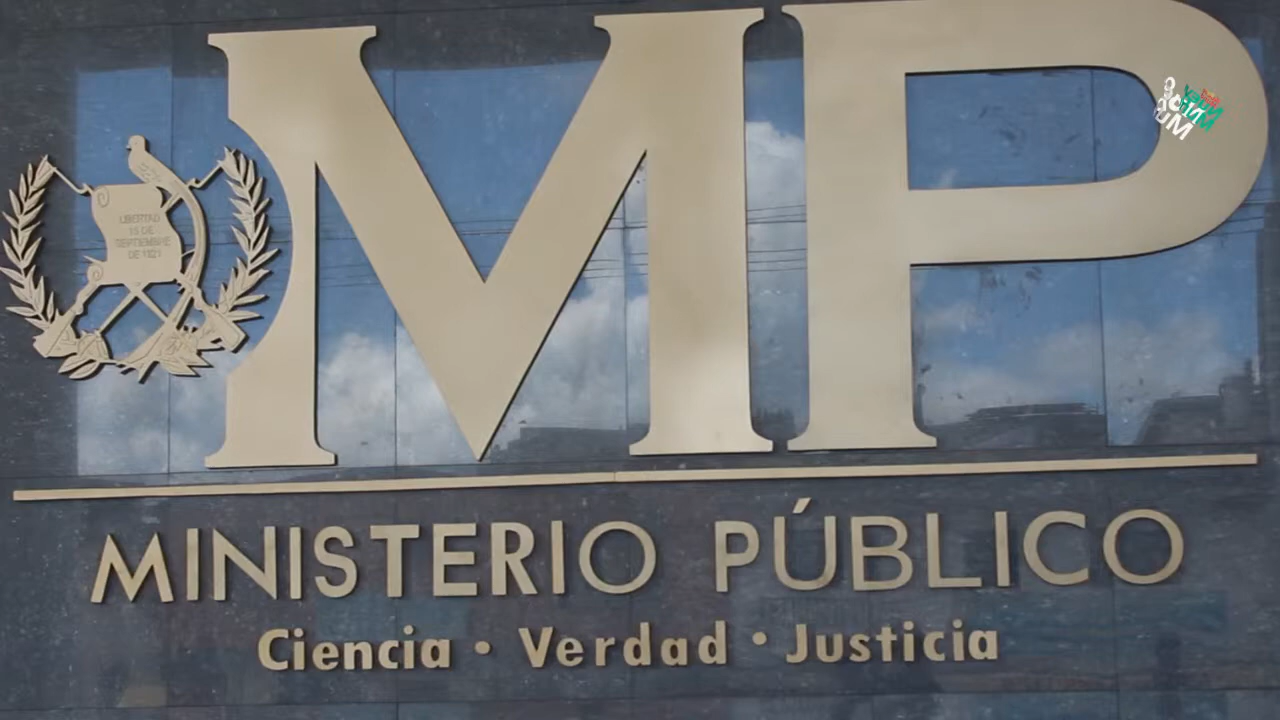 MP
LIBERTAD
15 DE
SEPTIEMBRE
DE 1821
MINISTERIO PÚBLICO
Ciencia • Verdad • Justicia